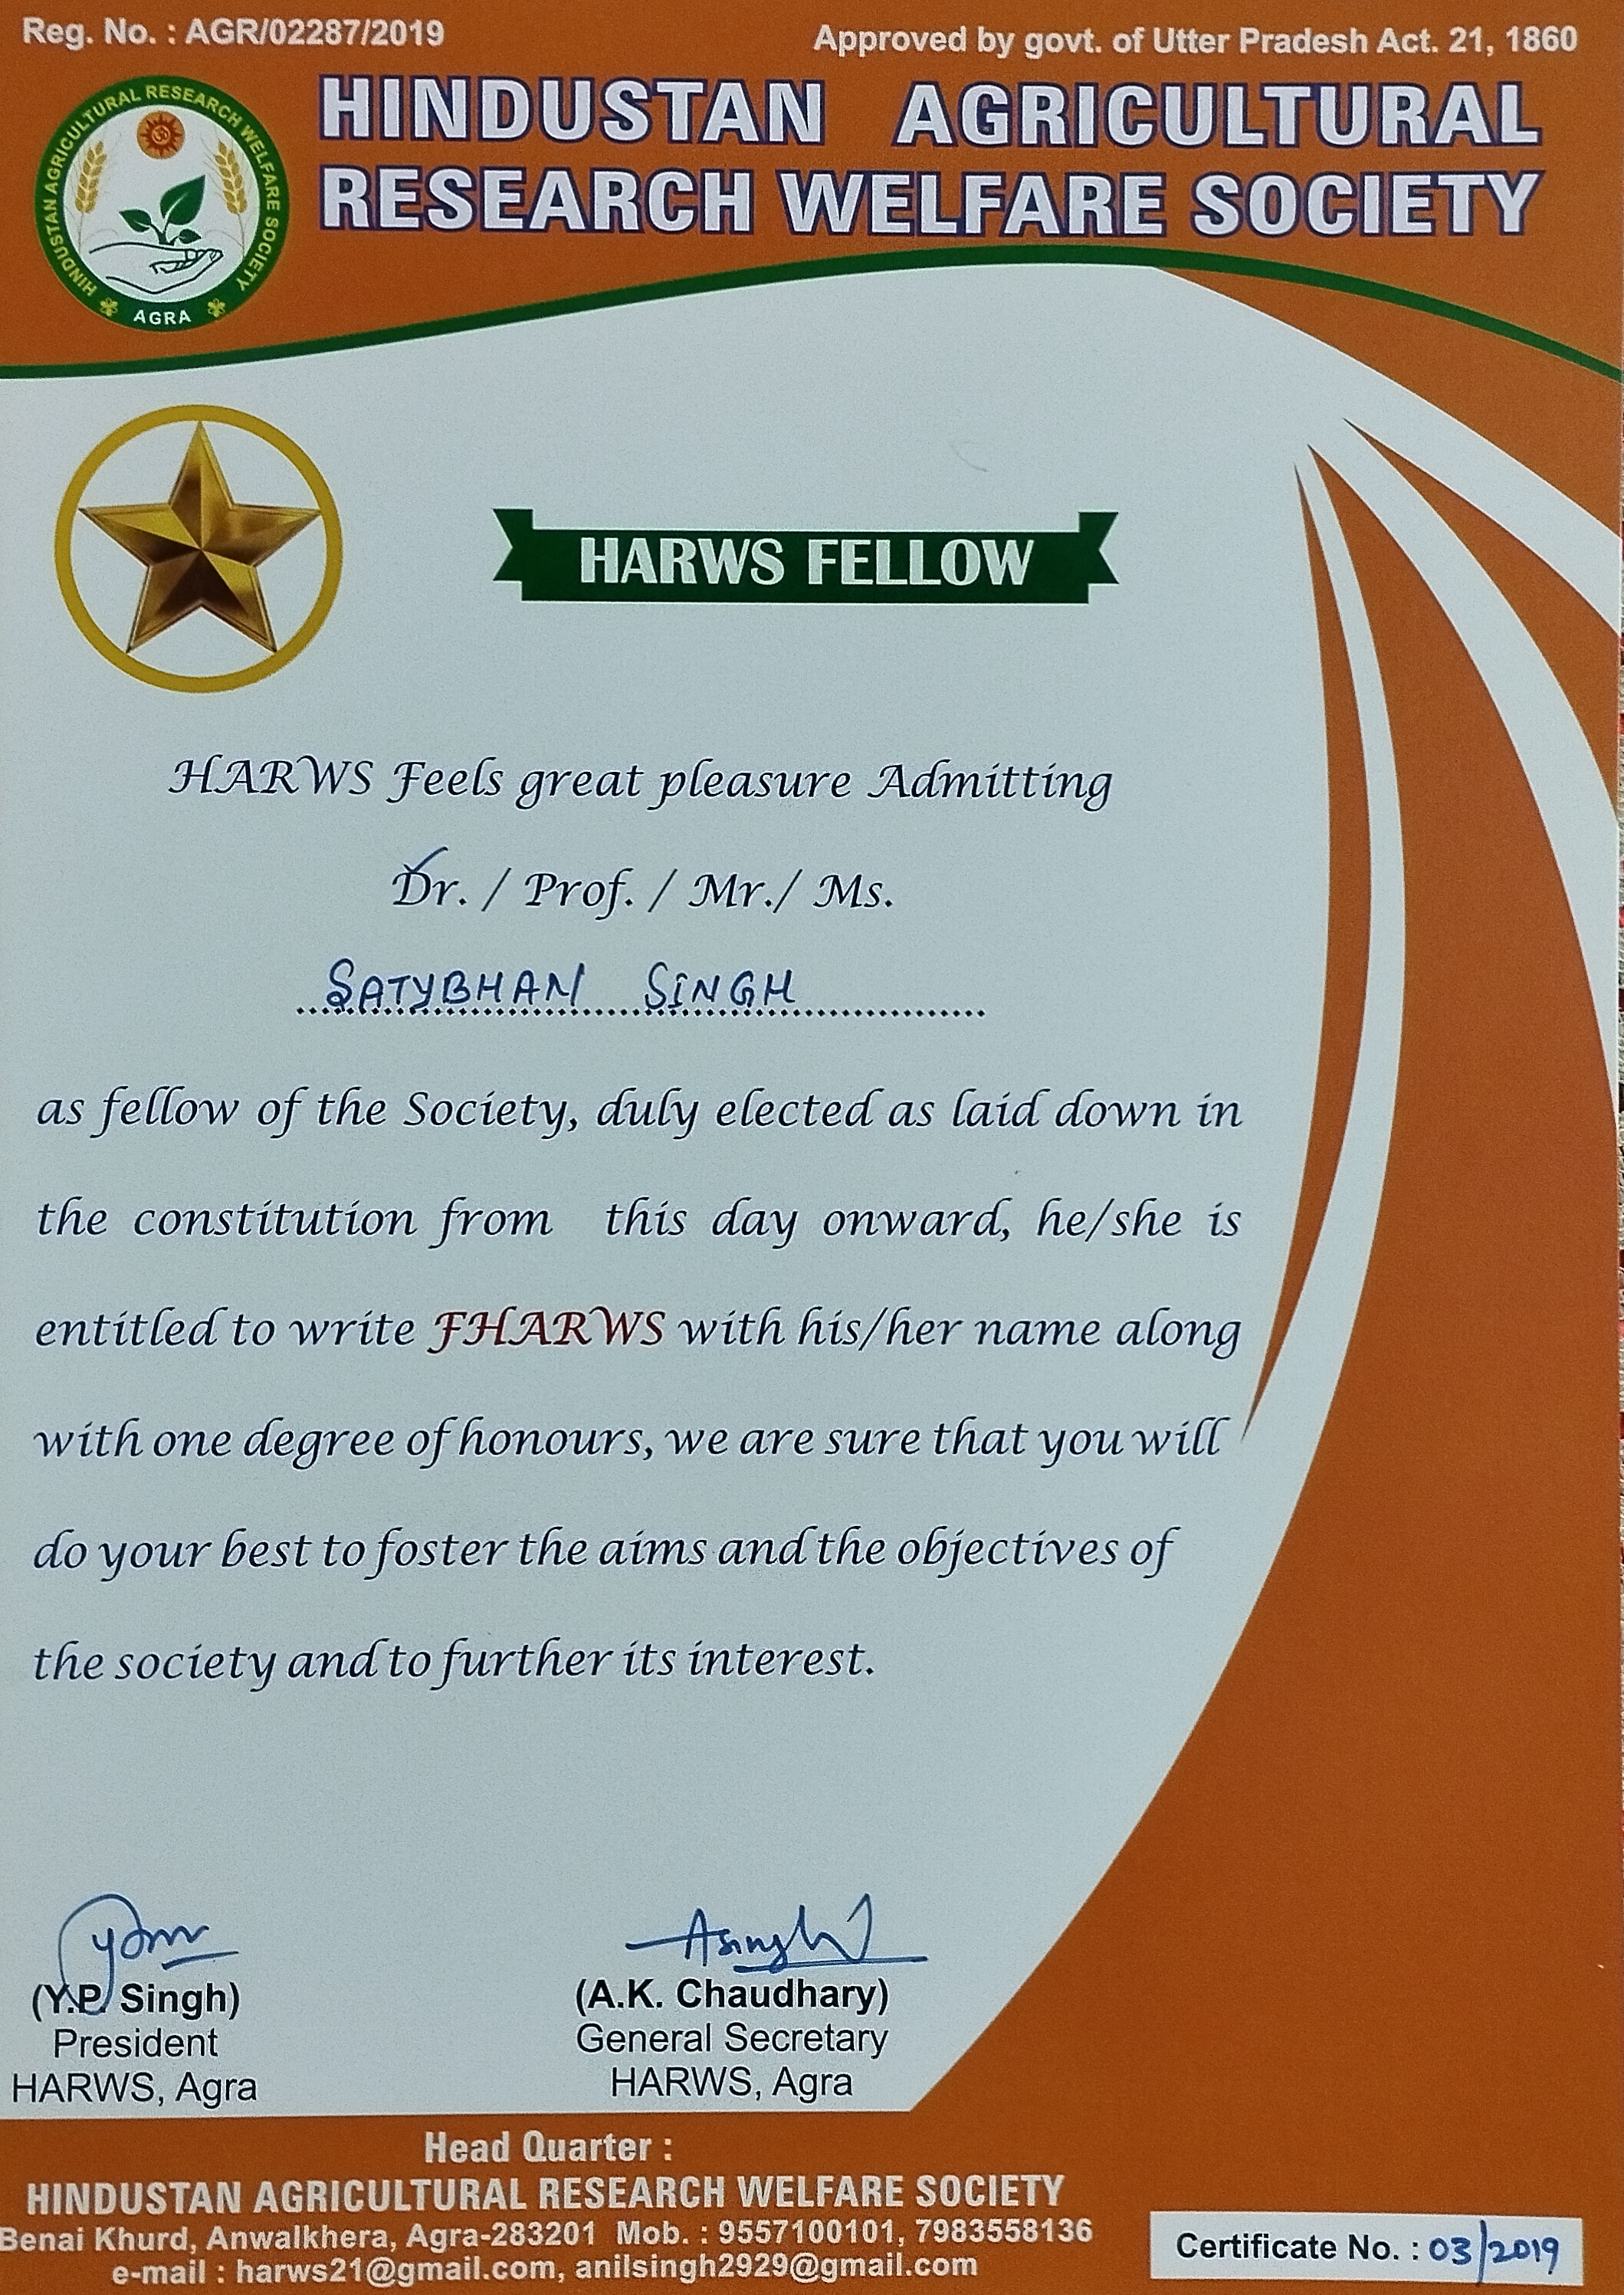 Reg. No. : AGR/02287/2019
Approved by govt. of Utter Pradesh Act. 21, 1860
HINDUSTAN AGRICULTURAL
RESEARCH WELFARE SOCIETY
HINDUSTAN AGRICULTURAL RESEARCH WELFARE SOCIETY
AGRA
HARWS FELLOW
HARWS Feels great pleasure Admitting
Dr. / Prof. / Mr./ Ms.
SATYBHAN SINGH
as fellow of the Society, duly elected as laid down in
the constitution from this day onward, he/she is
entitled to write FHARWS with his/her name along
with one degree of honours, we are sure that you will
do your best to foster the aims and the objectives of
the society and to further its interest.
(Y.P. Singh)
President
HARWS, Agra
(A.K. Chaudhary)
General Secretary
HARWS, Agra
Head Quarter :
HINDUSTAN AGRICULTURAL RESEARCH WELFARE SOCIETY
Benai Khurd, Anwalkhera, Agra-283201 Mob. : 9557100101, 7983558136
e-mail : harws21@gmail.com, anilsingh2929@gmail.com
Certificate No. : 03/2019